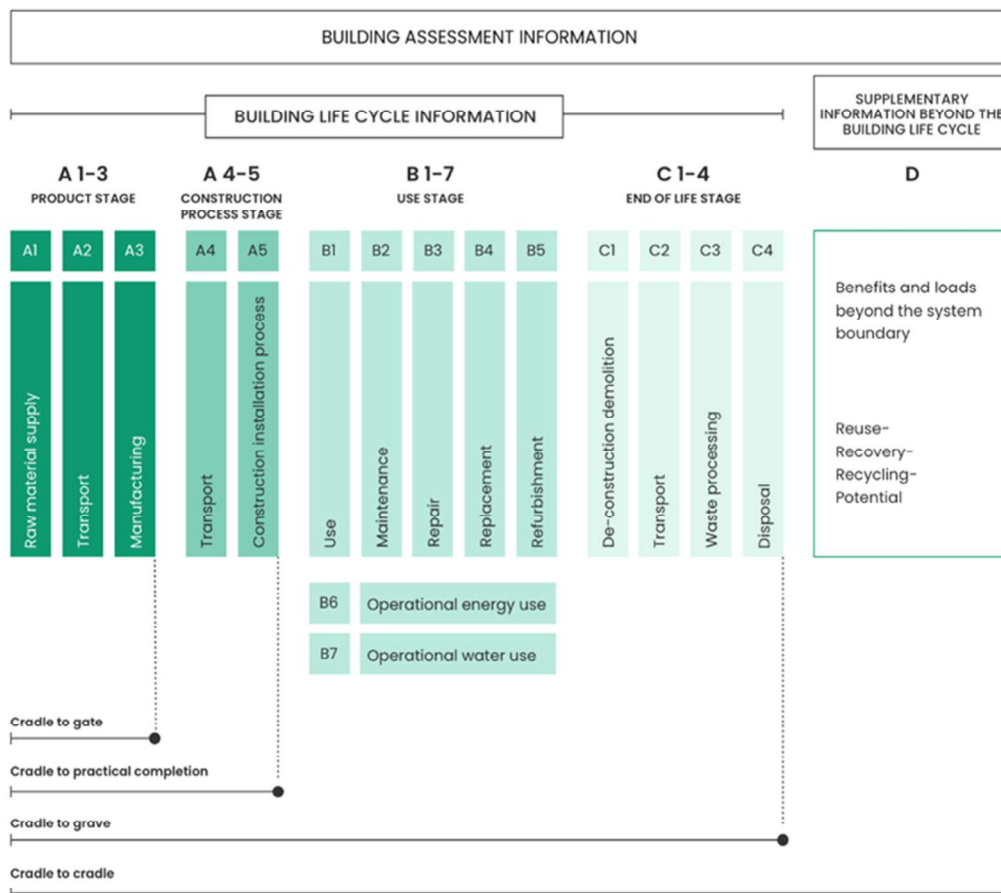 BUILDING ASSESSMENT INFORMATION
BUILDING LIFE CYCLE INFORMATION
SUPPLEMENTARY
INFORMATION BEYOND THE
BUILDING LIFE CYCLE
A 1-3
PRODUCT STAGE
A 4-5
CONSTRUCTION
PROCESS STAGE
B 1-7
USE STAGE
C 1-4
END OF LIFE STAGE
D
A1
A2
A3
A4
A5
B1
B2
B3
B4
B5
C1
C2
C3
C4
Raw material supply
Transport
Manufacturing
Transport
Construction installation process
Use
Maintenance
Repair
Replacement
Refurbishment
De-construction demolition
Transport
Waste processing
Disposal
Benefits and loads
beyond the system
boundary
Reuse-
Recovery-
Recycling-
Potential
B6
Operational energy use
B7
Operational water use
Cradle to gate
Cradle to practical completion
Cradle to grave
Cradle to cradle